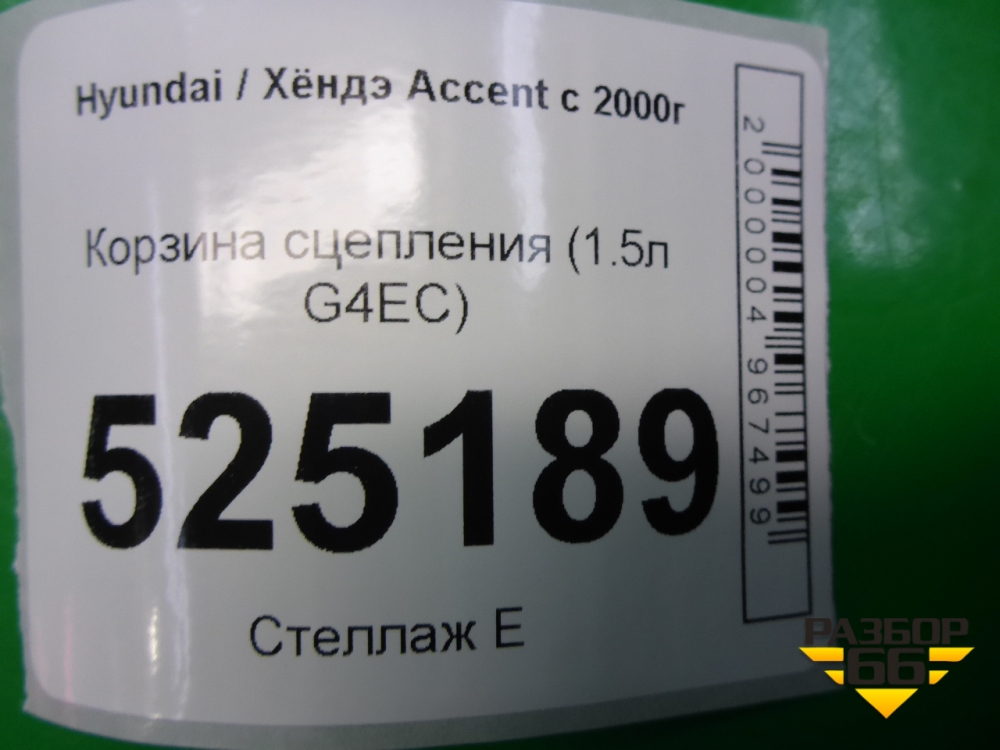 Hyundai / Хёндэ Accent с 2000г
Корзина сцепления (1.5л
G4EC)
525189
Стеллаж Е
2000004967499
РАЗБОР
66